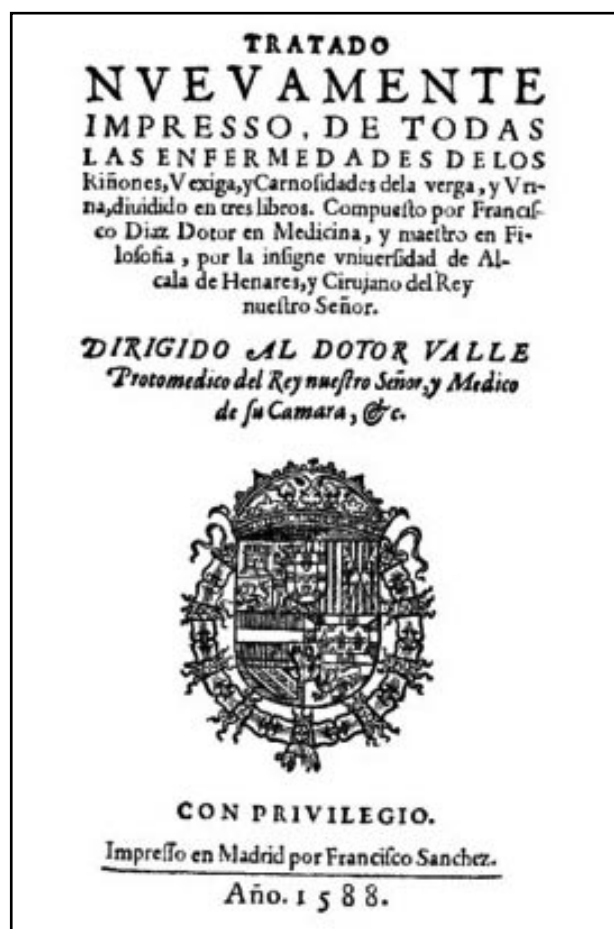 TRATADO
NVEVAMENTE
IMPRESSO, DE TODAS
LAS ENFERMEDADES DELOS
Riñones, Vexiga, y Carnoſidades dela verga, y Vri-
na, diuidido en tres libros. Compueſto por Franciſ-
co Diaz Dotor en Medicina, y maeſtro en Fi-
loſofia, por la inſigne vniuerſidad de Al-
cala de Henares, y Cirujano del Rey
nueſtro Señor.
DIRIGIDO AL DOTOR VALLE
Protomedico del Rey nueſtro Señor, y Medico
de ſu Camara, &c.
CON PRIVILEGIO.
Impreſſo en Madrid por Franciſco Sanchez.
Año. 1588.